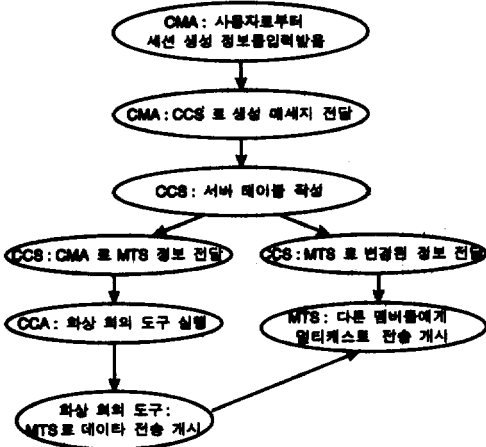 CMA : 사용자로부터
세션 생성 정보를입력받음
CMA : CCS 로 생성 메세지 전달
CCS : 서바 테이블 작성
CCS : CMA 로 MTS 정보 전달
CCS : MTS 로 변경된 정보 전달
CCA : 화상 회의 도구 실행
MTS : 다른 멤버들에게
멀티케스트 전송 개시
화상 회의 도구 :
MTS로 데이타 전송 개시